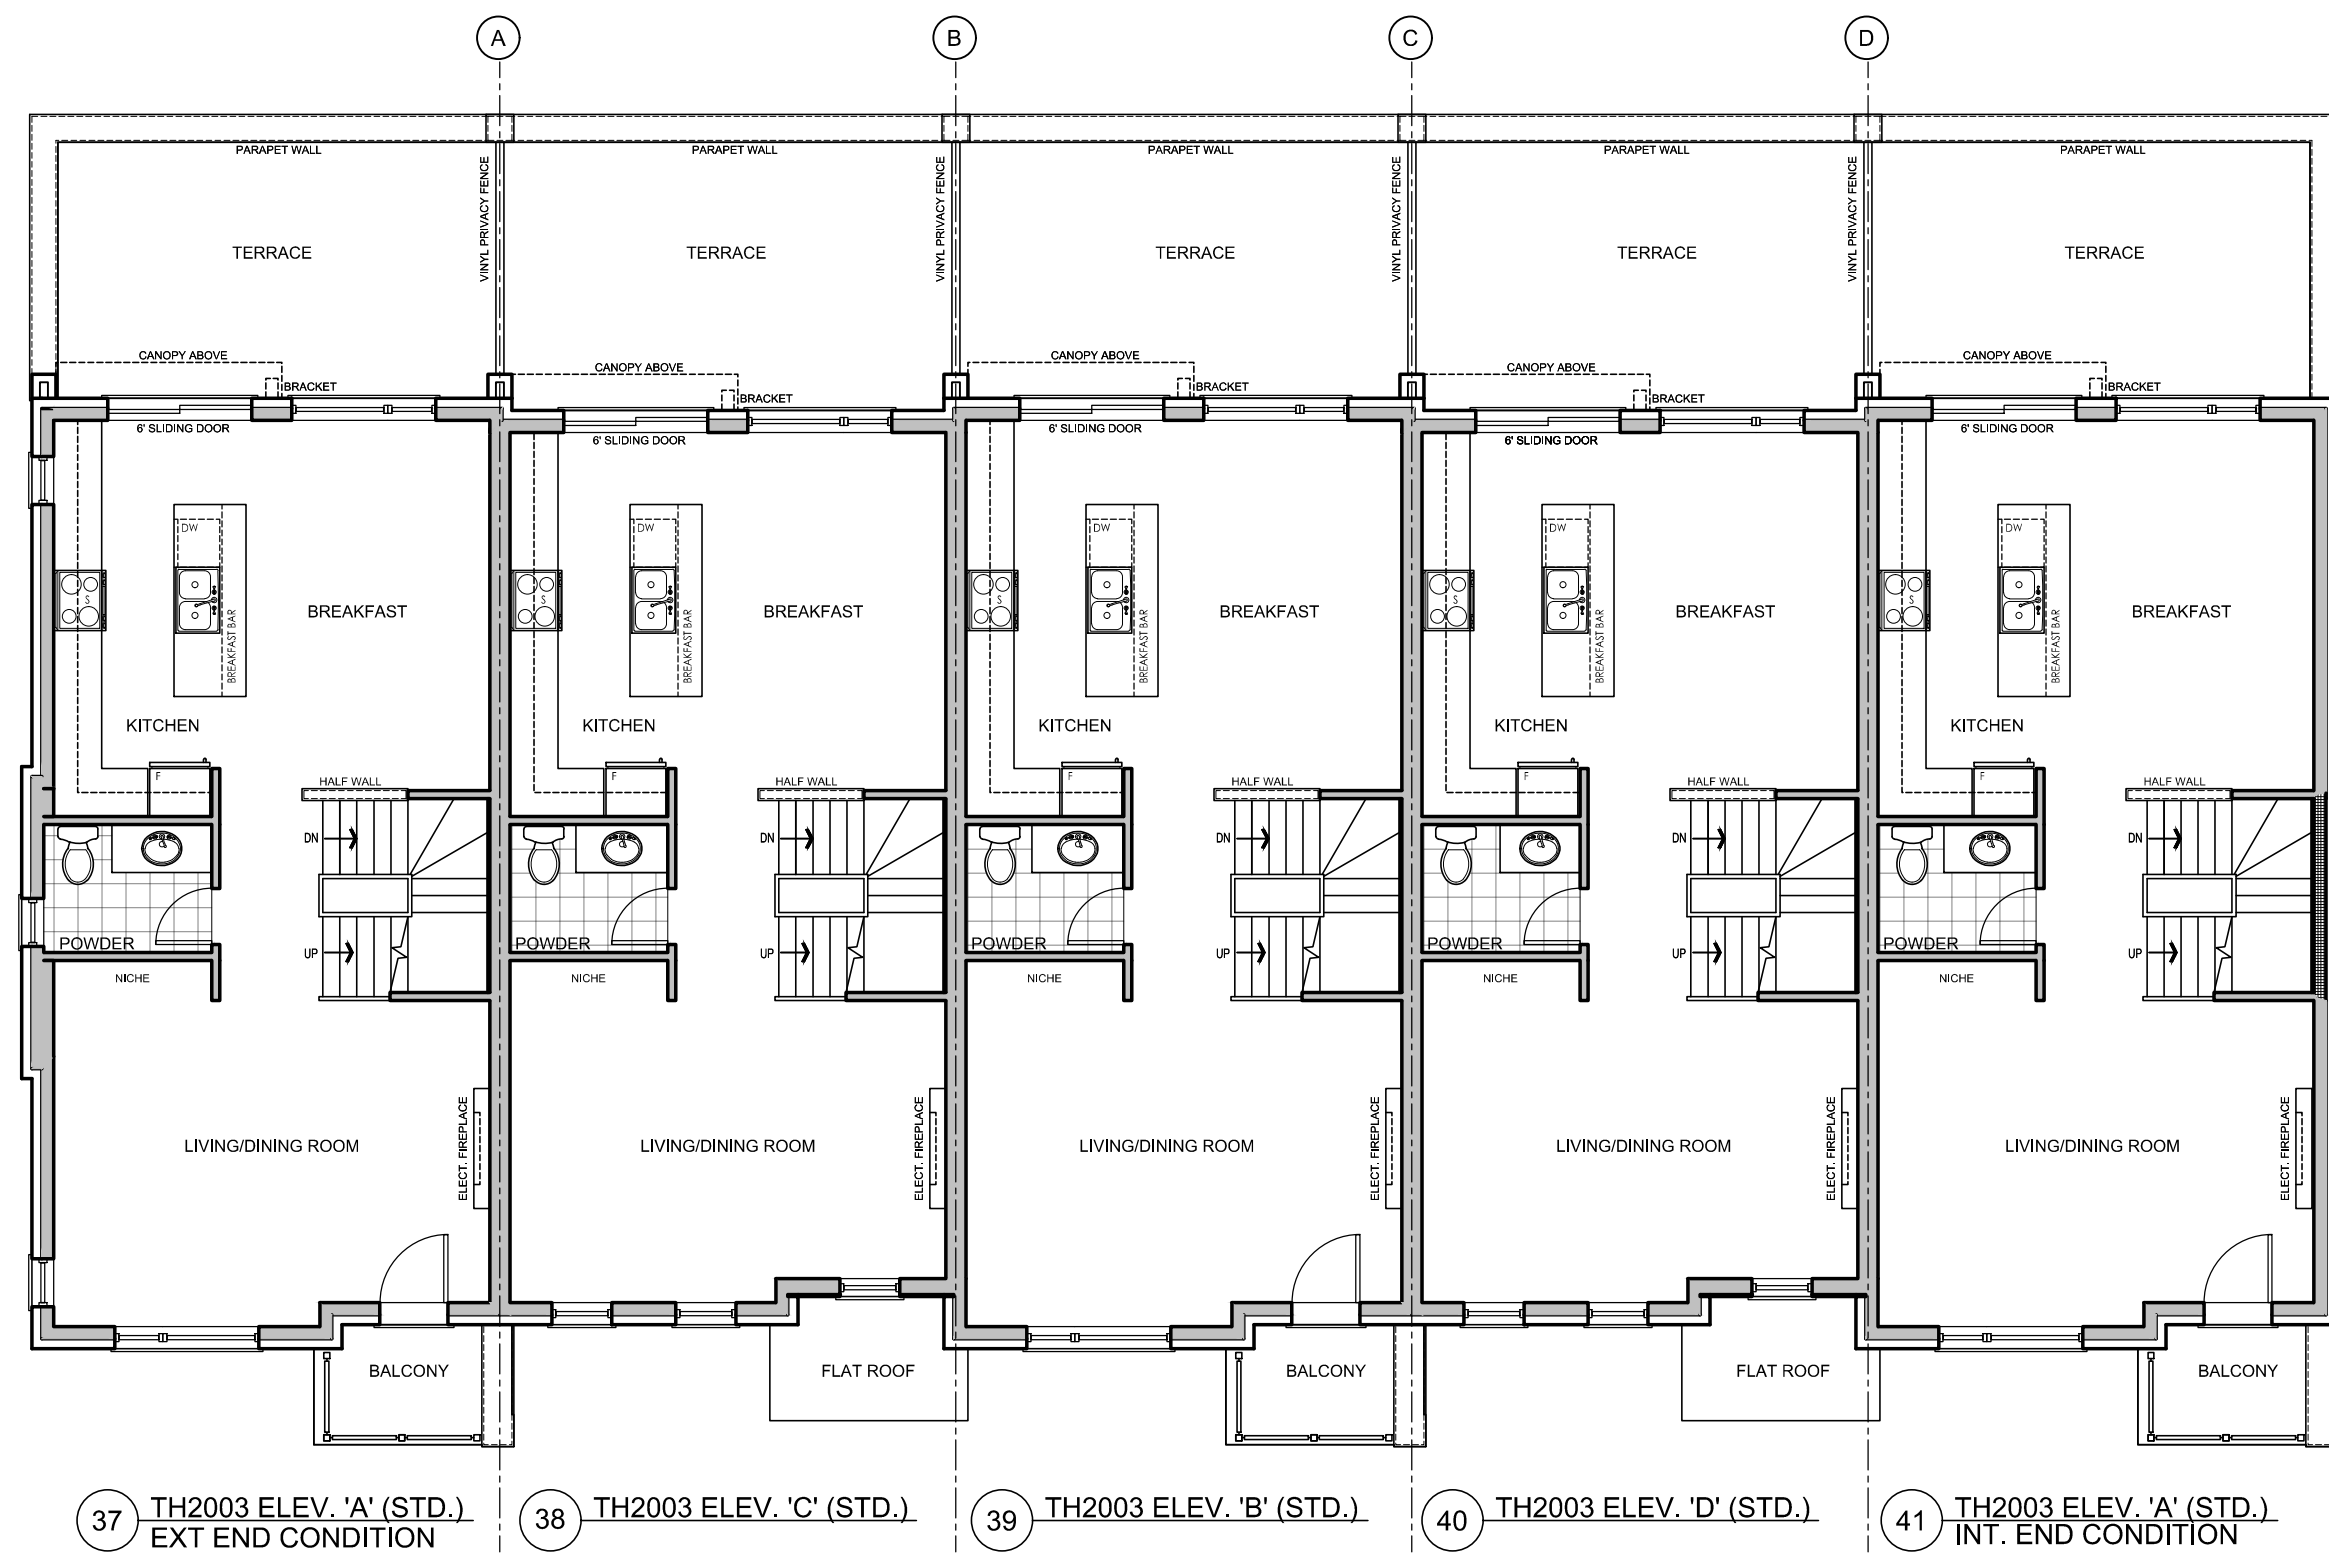 A
B
C
D
PARAPET WALL
PARAPET WALL
PARAPET WALL
PARAPET WALL
PARAPET WALL
VINYL PRIVACY FENCE
VINYL PRIVACY FENCE
VINYL PRIVACY FENCE
VINYL PRIVACY FENCE
TERRACE
TERRACE
TERRACE
TERRACE
TERRACE
CANOPY ABOVE
CANOPY ABOVE
CANOPY ABOVE
CANOPY ABOVE
CANOPY ABOVE
BRACKET
BRACKET
BRACKET
BRACKET
BRACKET
6' SLIDING DOOR
6' SLIDING DOOR
6' SLIDING DOOR
6' SLIDING DOOR
6' SLIDING DOOR
DW
DW
DW
DW
DW
S
S
S
S
S
BREAKFAST BAR
BREAKFAST BAR
BREAKFAST BAR
BREAKFAST BAR
BREAKFAST BAR
BREAKFAST
BREAKFAST
BREAKFAST
BREAKFAST
BREAKFAST
KITCHEN
KITCHEN
KITCHEN
KITCHEN
KITCHEN
F
F
F
F
F
HALF WALL
HALF WALL
HALF WALL
HALF WALL
HALF WALL
DN
DN
DN
DN
DN
POWDER
POWDER
POWDER
POWDER
POWDER
UP
UP
UP
UP
UP
NICHE
NICHE
NICHE
NICHE
NICHE
LIVING/DINING ROOM
LIVING/DINING ROOM
LIVING/DINING ROOM
LIVING/DINING ROOM
LIVING/DINING ROOM
ELECT. FIREPLACE
ELECT. FIREPLACE
ELECT. FIREPLACE
ELECT. FIREPLACE
ELECT. FIREPLACE
BALCONY
FLAT ROOF
BALCONY
FLAT ROOF
BALCONY
37
TH2003 ELEV. 'A' (STD.)
EXT END CONDITION
38
TH2003 ELEV. 'C' (STD.)
39
TH2003 ELEV. 'B' (STD.)
40
TH2003 ELEV. 'D' (STD.)
41
TH2003 ELEV. 'A' (STD.)
INT. END CONDITION